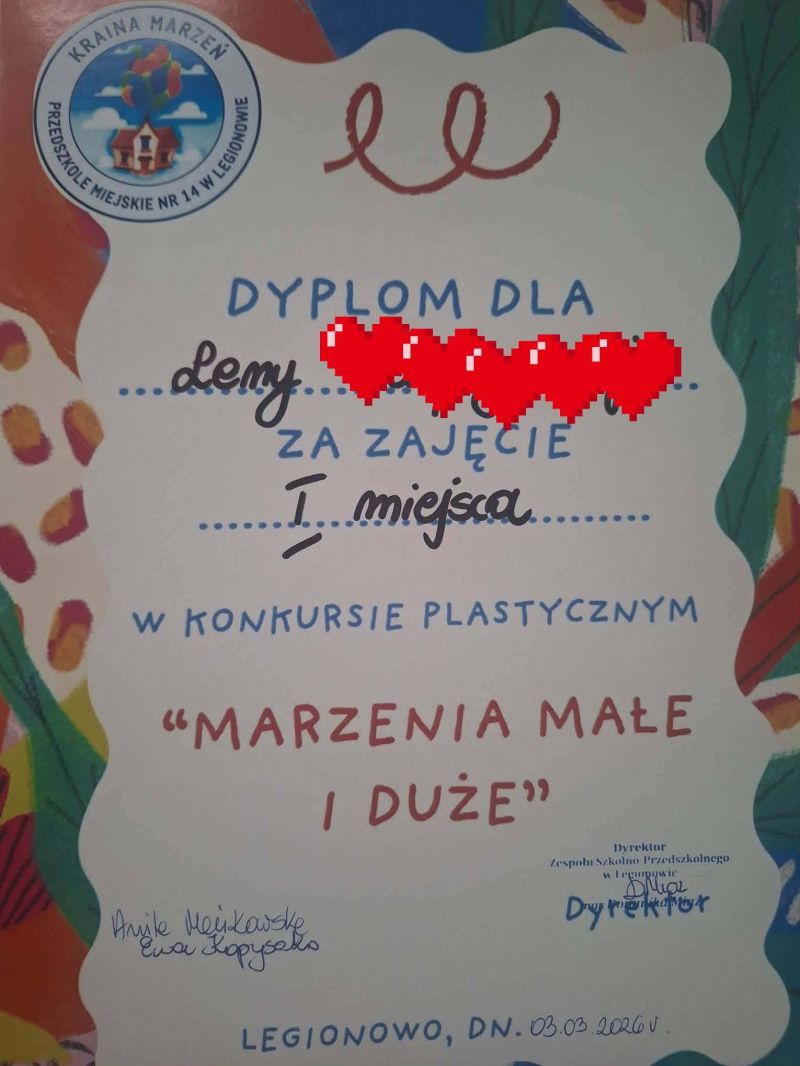 KRAINA MARZEŃ
PRZEDSZKOLE MIEJSKIE NR 14 W LEGIONOWIE
DYPLOM DLA
Leny
ZA ZAJĘCIE
I miejsca
W KONKURSIE PLASTYCZNYM
“MARZENIA MAŁE
I DUŻE”
Dyrektor
Zespołu Szkolno-Przedszkolnego
w Legionowie
Dyrektor
Ewa
LEGIONOWO, DN. 03.03.2026 r.